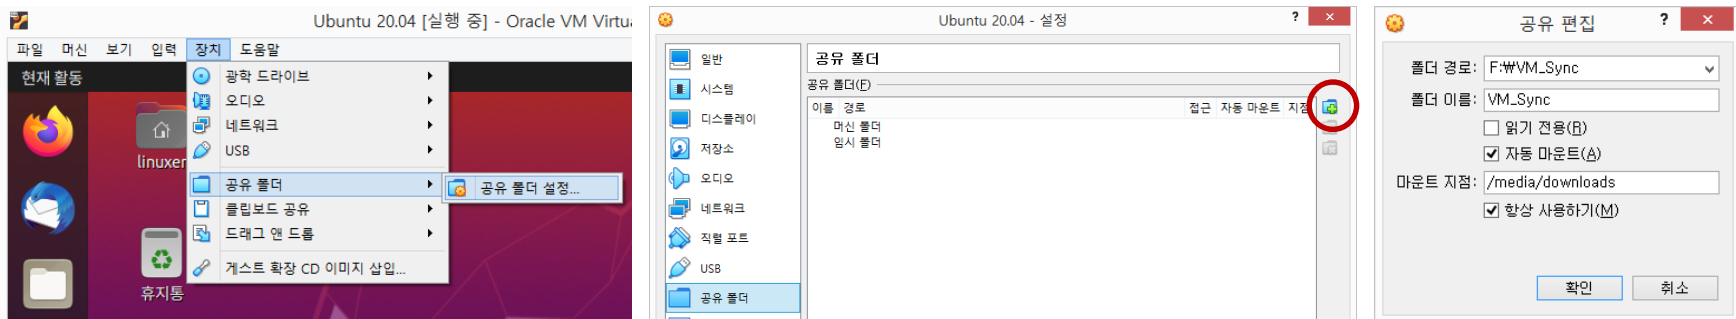 Ubuntu 20.04 [실행 중] - Oracle VM Virtu
파일 머신 보기 입력 장치 도움말
현재 활동
linuxer
휴지통
광학 드라이브
오디오
네트워크
USB
공유 폴더
공유 폴더 설정...
클립보드 공유
드래그 앤 드롭
게스트 확장 CD 이미지 삽입...
Ubuntu 20.04 - 설정
?
일반
시스템
디스플레이
저장소
오디오
네트워크
직렬 포트
USB
공유 폴더
공유 폴더
공유 폴더(F)
이름 경로 접근 자동 마운트 지점
머신 폴더
임시 폴더
공유 편집
?
폴더 경로: F:₩VM_Sync
폴더 이름: VM_Sync
읽기 전용(R)
자동 마운트(A)
마운트 지점: /media/downloads
항상 사용하기(M)
확인 취소